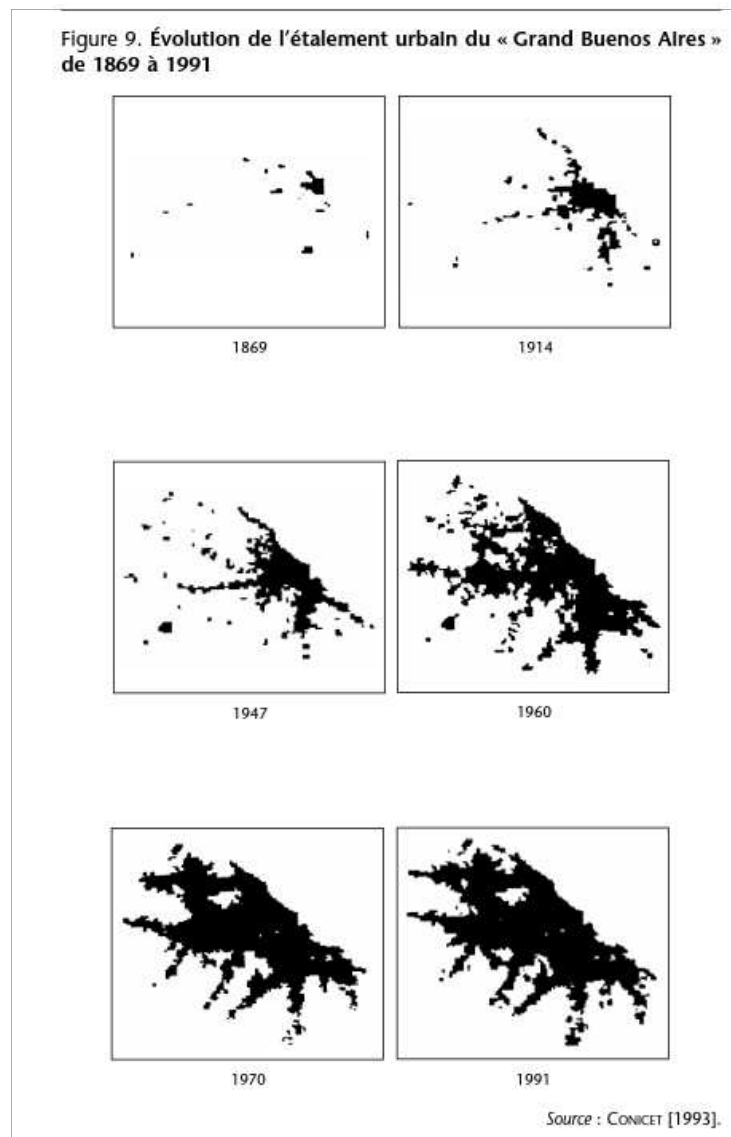 Figure 9. Évolution de l'étalement urbain du « Grand Buenos Aires »
de 1869 à 1991
1869
1914
1947
1960
1970
1991
Source : CONICET [1993].